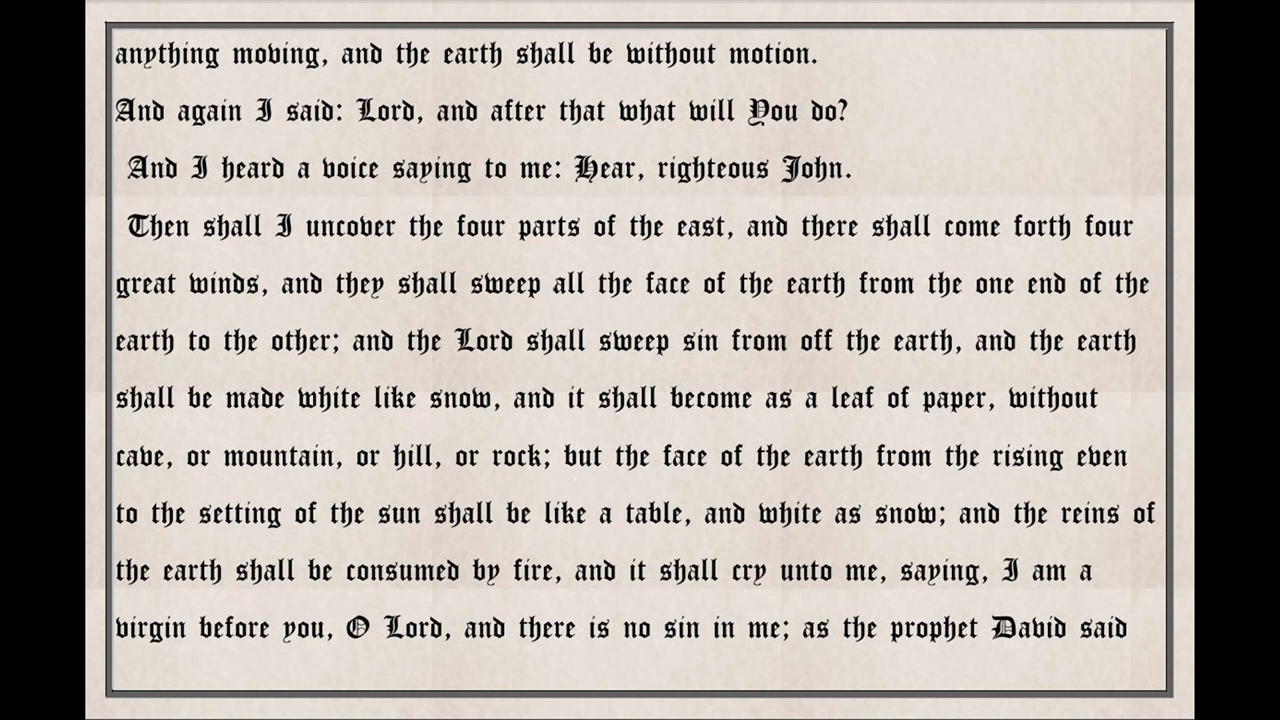 anything moving, and the earth shall be without motion.
And again I said: Lord, and after that what will You do?
And I heard a voice saying to me: Hear, righteous John.
Then shall I uncover the four parts of the east, and there shall come forth four
great winds, and they shall sweep all the face of the earth from the one end of the
earth to the other; and the Lord shall sweep sin from off the earth, and the earth
shall be made white like snow, and it shall become as a leaf of paper, without
cave, or mountain, or hill, or rock; but the face of the earth from the rising even
to the setting of the sun shall be like a table, and white as snow; and the reins of
the earth shall be consumed by fire, and it shall cry unto me, saying, I am a
virgin before you, O Lord, and there is no sin in me; as the prophet David said